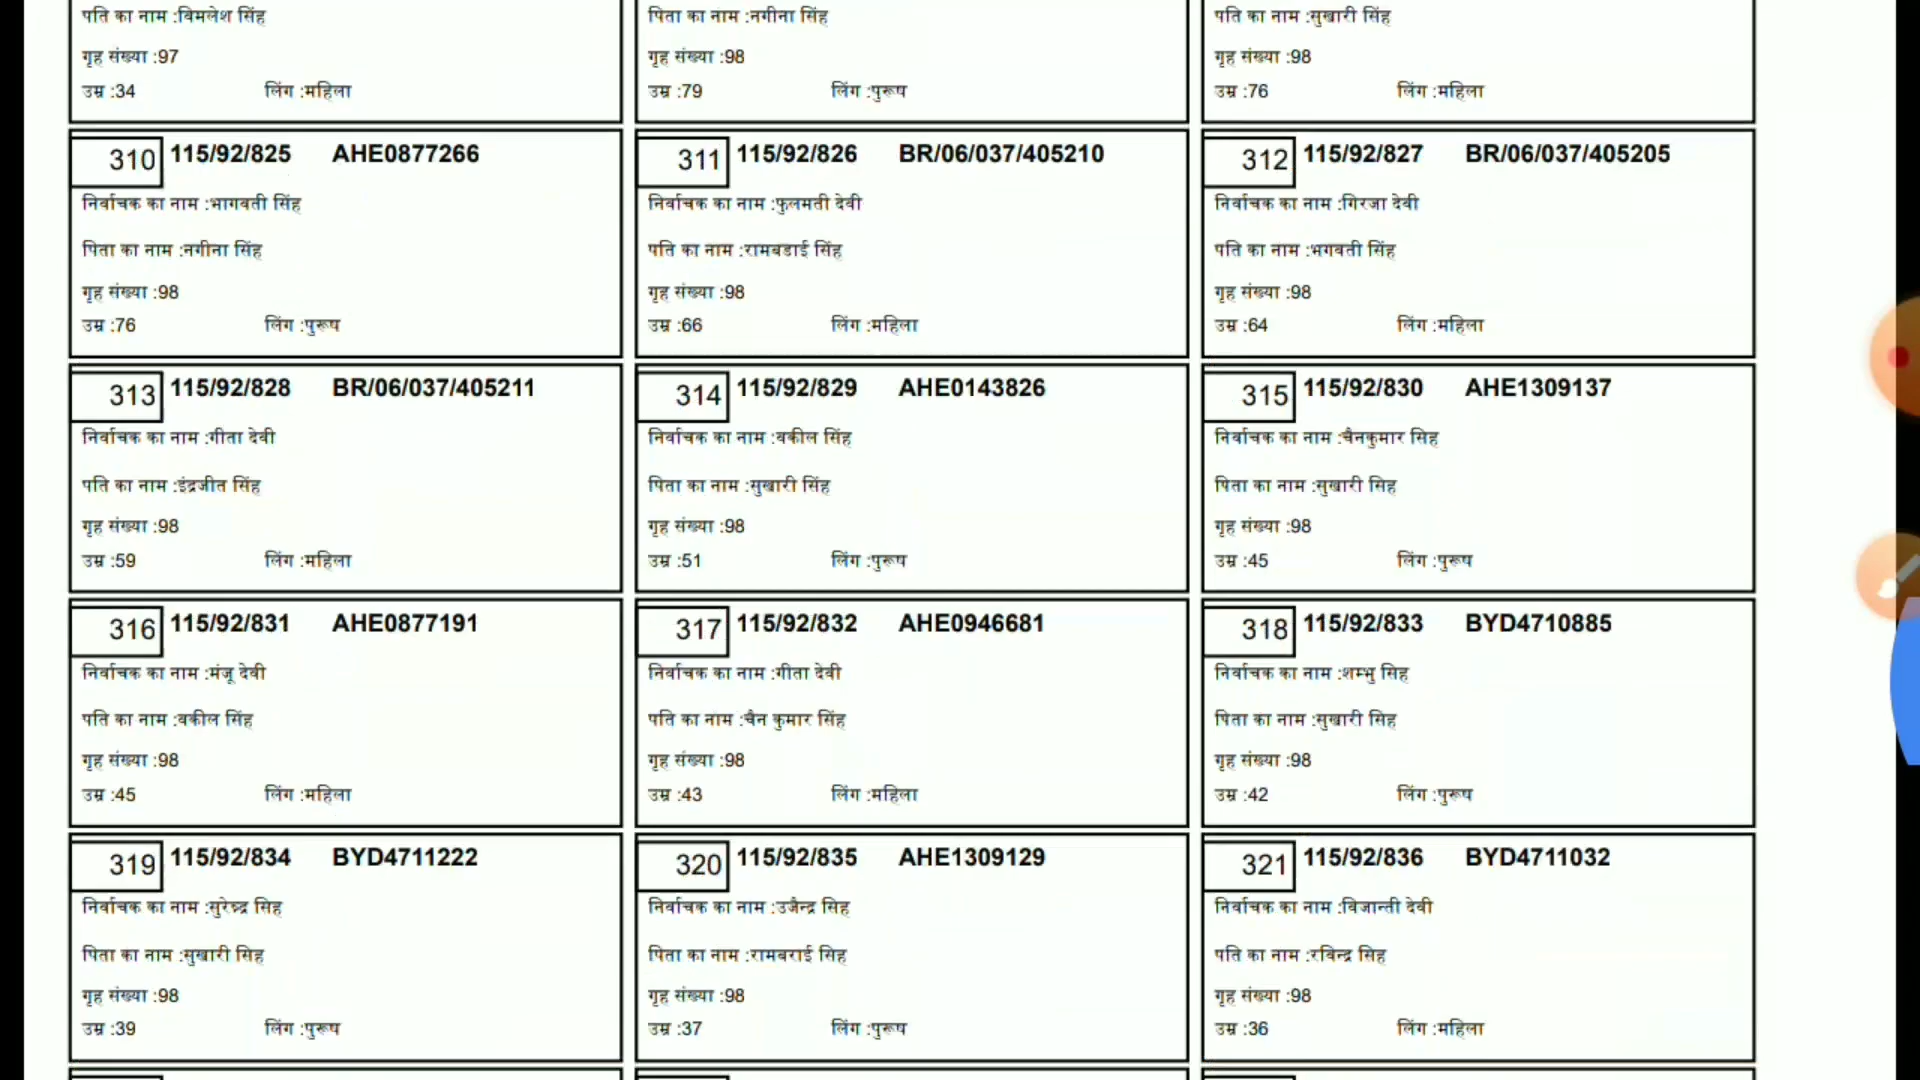 पति का नाम :विमलेश सिंह
गृह संख्या :97
उम्र :34 लिंग :महिला
पिता का नाम :नगीना सिंह
गृह संख्या :98
उम्र :79 लिंग :पुरूष
पति का नाम :सुखारी सिंह
गृह संख्या :98
उम्र :76 लिंग :महिला
310 115/92/825 AHE0877266
निर्वाचक का नाम :भागवती सिंह
पिता का नाम :नगीना सिंह
गृह संख्या :98
उम्र :76 लिंग :पुरूष
311 115/92/826 BR/06/037/405210
निर्वाचक का नाम :फुलमती देवी
पति का नाम :रामबडाई सिंह
गृह संख्या :98
उम्र :66 लिंग :महिला
312 115/92/827 BR/06/037/405205
निर्वाचक का नाम :गिरजा देवी
पति का नाम :भगवती सिंह
गृह संख्या :98
उम्र :64 लिंग :महिला
313 115/92/828 BR/06/037/405211
निर्वाचक का नाम :गीता देवी
पति का नाम :इंद्रजीत सिंह
गृह संख्या :98
उम्र :59 लिंग :महिला
314 115/92/829 AHE0143826
निर्वाचक का नाम :वकील सिंह
पिता का नाम :सुखारी सिंह
गृह संख्या :98
उम्र :51 लिंग :पुरूष
315 115/92/830 AHE1309137
निर्वाचक का नाम :चैनकुमार सिह
पिता का नाम :सुखारी सिह
गृह संख्या :98
उम्र :45 लिंग :पुरूष
316 115/92/831 AHE0877191
निर्वाचक का नाम :मंजू देवी
पति का नाम :वकील सिंह
गृह संख्या :98
उम्र :45 लिंग :महिला
317 115/92/832 AHE0946681
निर्वाचक का नाम :गीता देवी
पति का नाम :चैन कुमार सिंह
गृह संख्या :98
उम्र :43 लिंग :महिला
318 115/92/833 BYD4710885
निर्वाचक का नाम :शम्भु सिह
पिता का नाम :सुखारी सिह
गृह संख्या :98
उम्र :42 लिंग :पुरूष
319 115/92/834 BYD4711222
निर्वाचक का नाम :सुरेन्द्र सिह
पिता का नाम :सुखारी सिह
गृह संख्या :98
उम्र :39 लिंग :पुरूष
320 115/92/835 AHE1309129
निर्वाचक का नाम :उजैन्द्र सिह
पिता का नाम :रामबराई सिह
गृह संख्या :98
उम्र :37 लिंग :पुरूष
321 115/92/836 BYD4711032
निर्वाचक का नाम :विजान्ती देवी
पति का नाम :रविन्द्र सिह
गृह संख्या :98
उम्र :36 लिंग :महिला